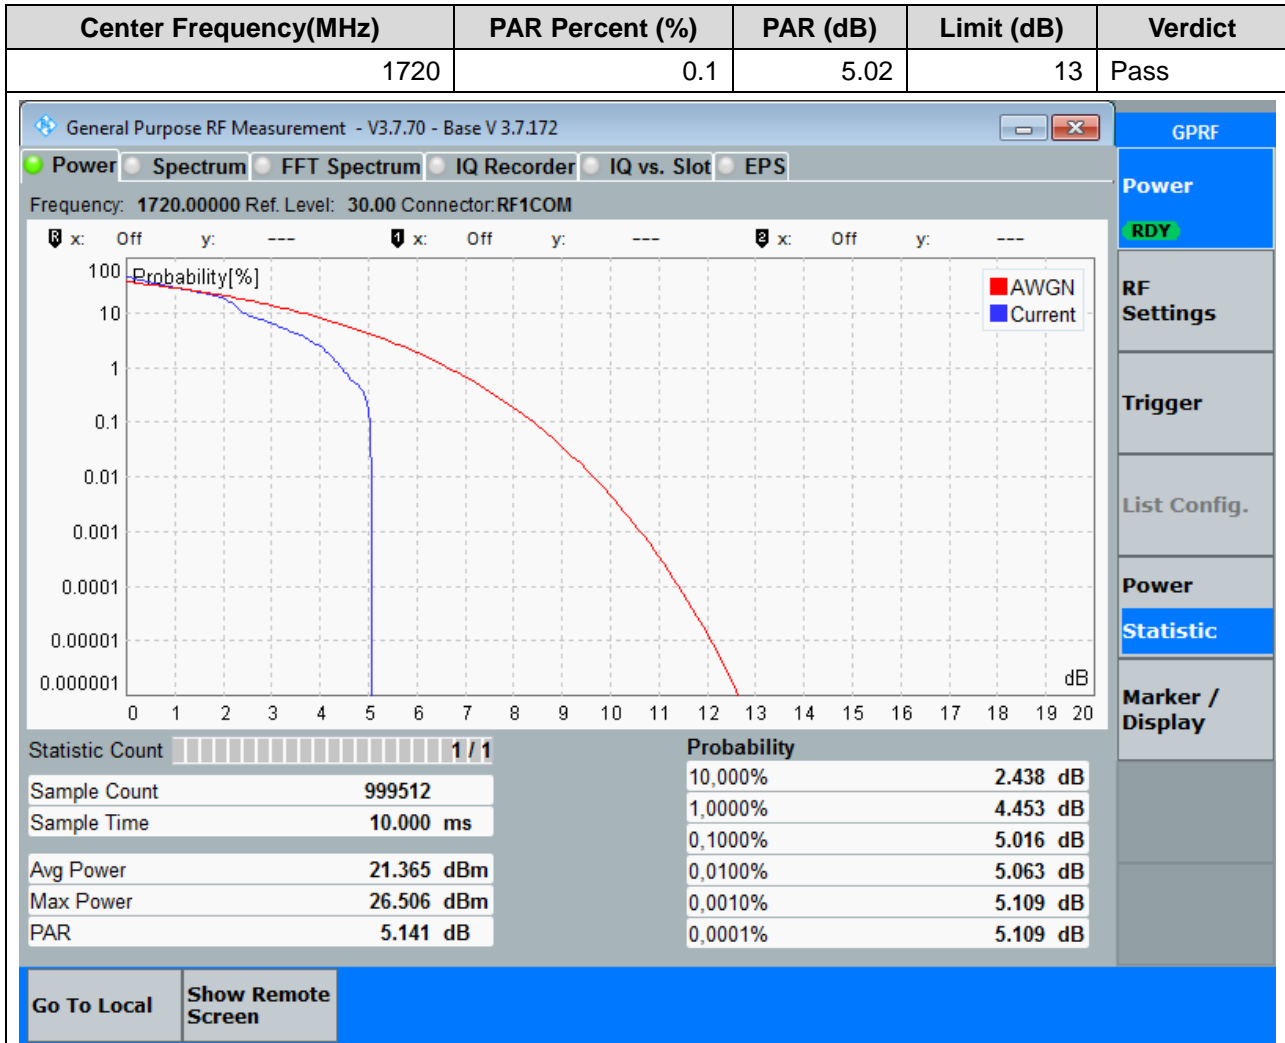 Center Frequency(MHz) PAR Percent (%) PAR (dB) Limit (dB) Verdict
1720 0.1 5.02 13 Pass
General Purpose RF Measurement - V3.7.70 - Base V 3.7.172
GPRF
Power Spectrum FFT Spectrum IQ Recorder IQ vs. Slot EPS
Power
RDY
Frequency: 1720.00000 Ref. Level: 30.00 Connector: RF1COM
R x: Off y: --- 1 x: Off y: --- 2 x: Off y: ---
Probability[%]
AWGN
Current
100
10
1
0.1
0.01
0.001
0.0001
0.00001
0.000001
dB
0 1 2 3 4 5 6 7 8 9 10 11 12 13 14 15 16 17 18 19 20
RF
Settings
Trigger
List Config.
Power
Statistic
Marker /
Display
Statistic Count 1 / 1
Sample Count 999512
Sample Time 10.000 ms
Avg Power 21.365 dBm
Max Power 26.506 dBm
PAR 5.141 dB
Probability
10,000% 2.438 dB
1,0000% 4.453 dB
0,1000% 5.016 dB
0,0100% 5.063 dB
0,0010% 5.109 dB
0,0001% 5.109 dB
Go To Local
Show Remote
Screen